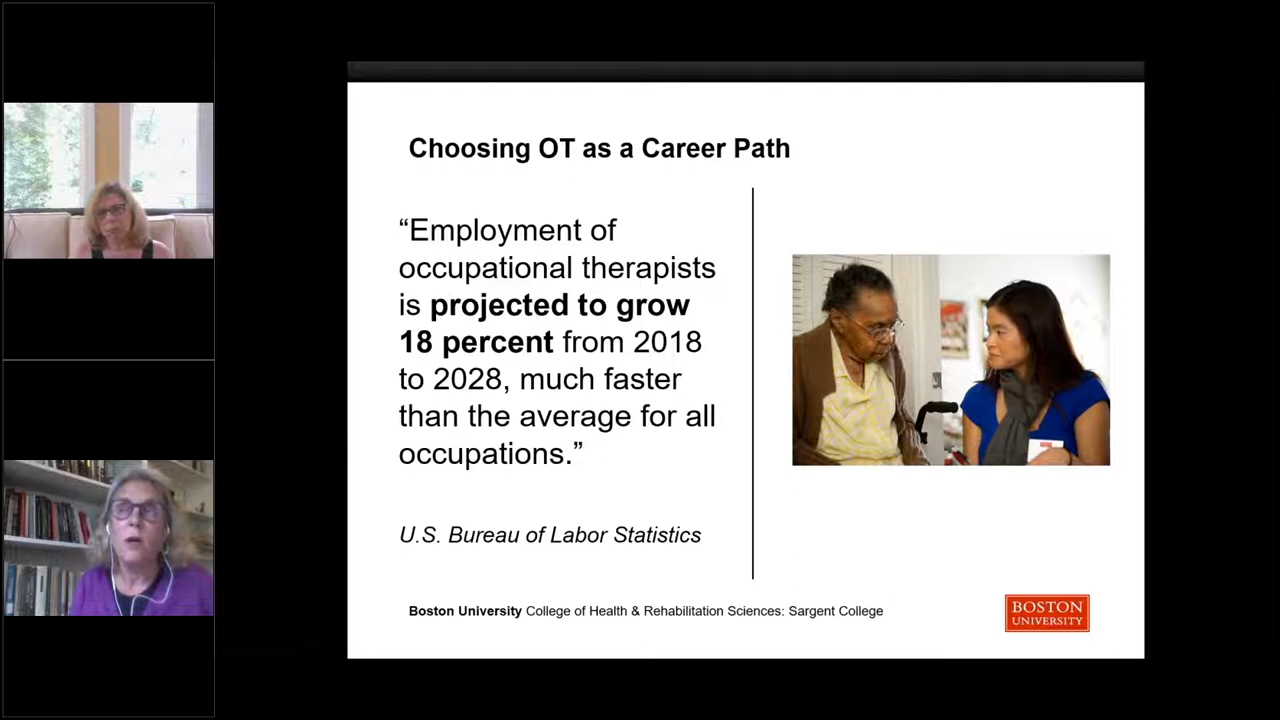 Choosing OT as a Career Path
“Employment of
occupational therapists
is projected to grow
18 percent from 2018
to 2028, much faster
than the average for all
occupations.”
U.S. Bureau of Labor Statistics
Boston University College of Health & Rehabilitation Sciences: Sargent College
BOSTON
UNIVERSITY